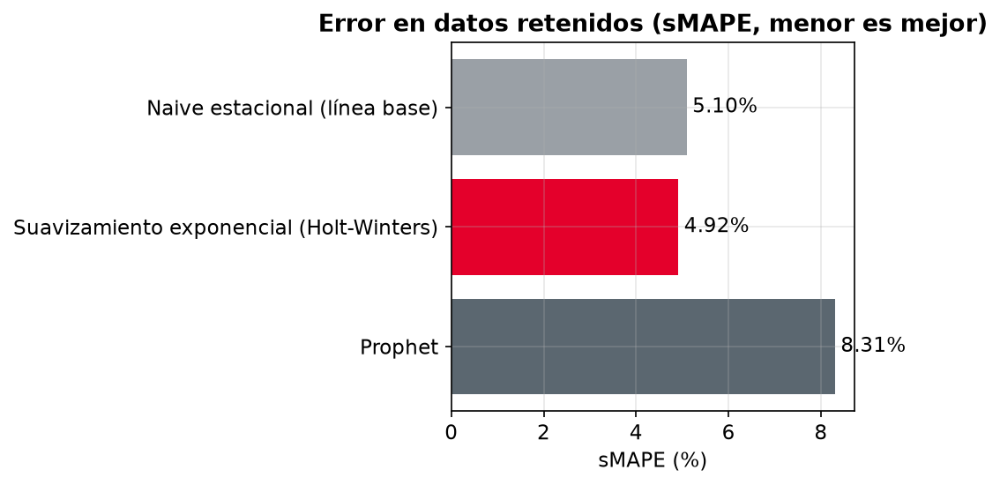 Error en datos retenidos (sMAPE, menor es mejor)
Naive estacional (línea base)
5.10%
Suavizamiento exponencial (Holt-Winters)
4.92%
Prophet
8.31%
0 2 4 6 8
sMAPE (%)